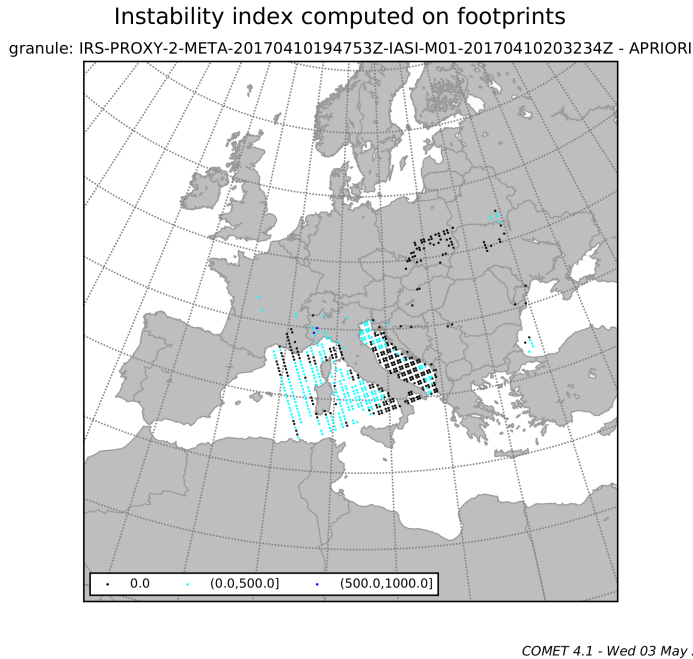 Instability index computed on footprints
granule: IRS-PROXY-2-META-20170410194753Z-IASI-M01-20170410203234Z - APRIORI
0.0 (0.0,500.0] (500.0,1000.0]
COMET 4.1 - Wed 03 May